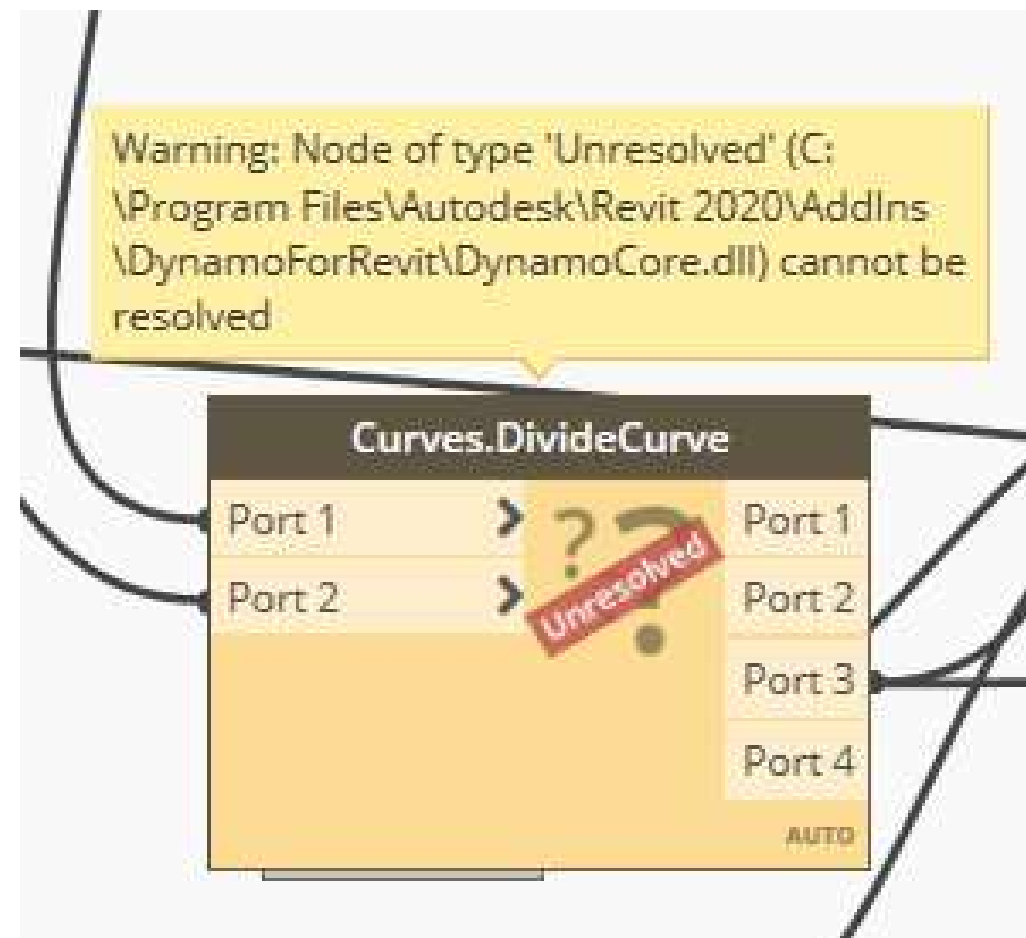 Warning: Node of type 'Unresolved' (C:
\Program Files\Autodesk\Revit 2020\AddIns
\DynamoForRevit\DynamoCore.dll) cannot be
resolved
Curves.DivideCurve
Port 1
Port 1
Unresolved
Port 2
Port 2
Port 3
Port 4
AUTO